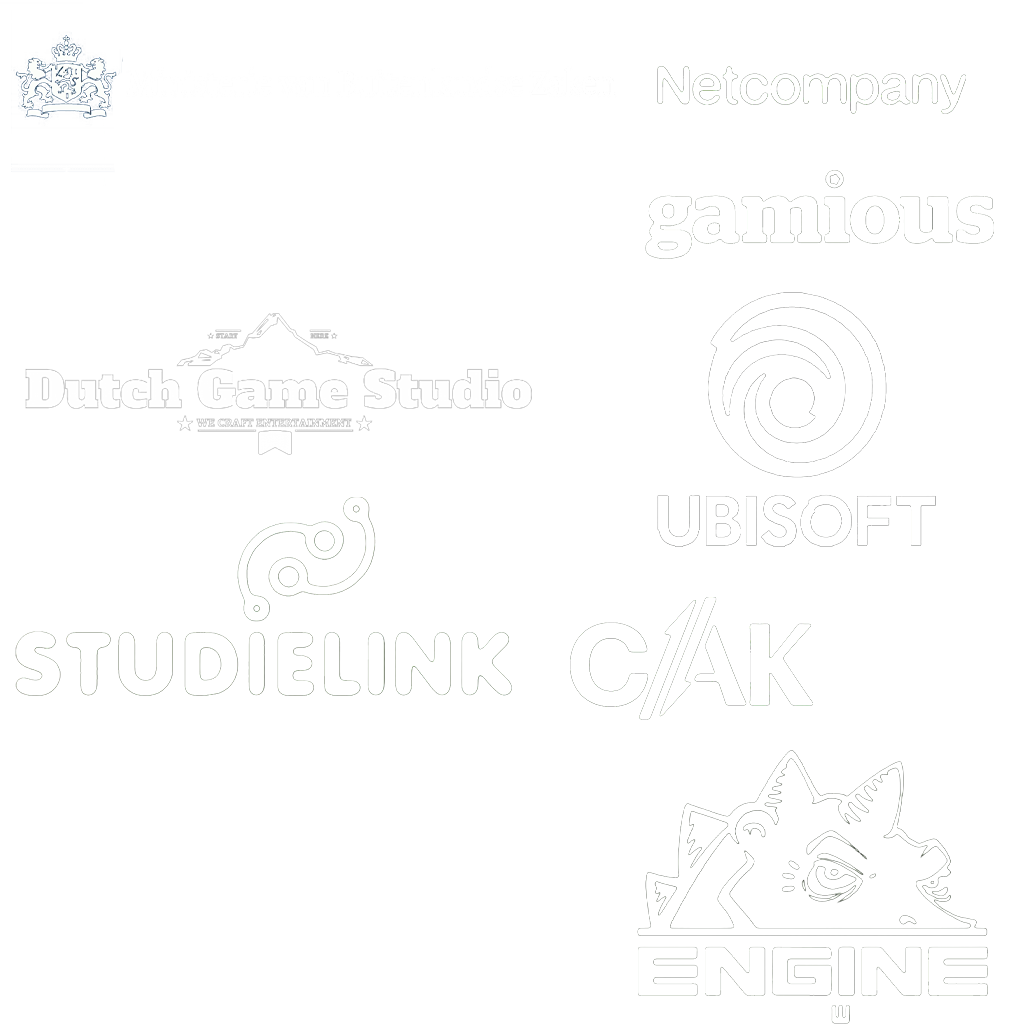 Netcompany
gamious
START HERE
Dutch Game Studio
WE CRAFT ENTERTAINMENT
UBISOFT
STUDIELINK
CAK
ENGINE